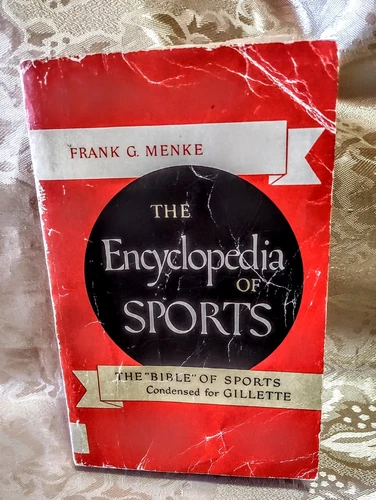 FRANK G. MENKE
THE
Encyclopedia
OF
SPORTS
THE "BIBLE" OF SPORTS
Condensed for GILLETTE